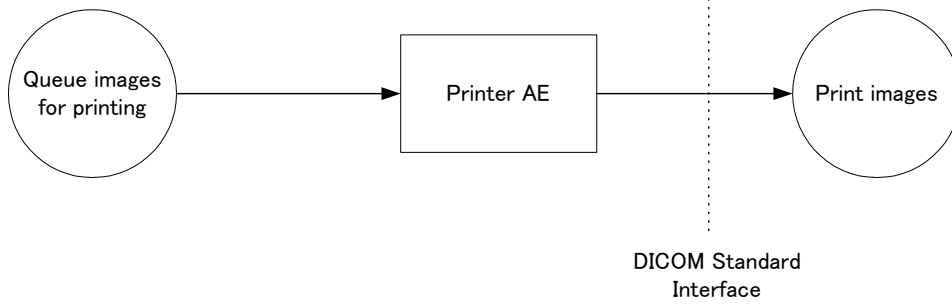 Queue images
for printing
Printer AE
Print images
DICOM Standard
Interface